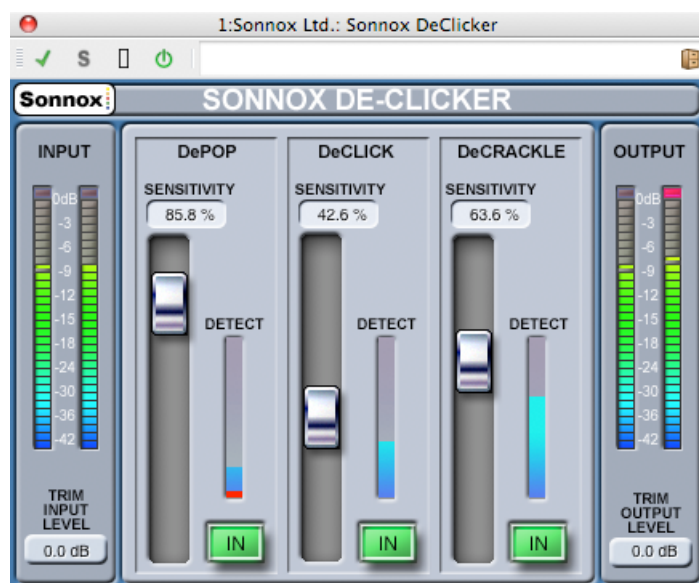 1:Sonnox Ltd.: Sonnox DeClicker
S
Sonnox
SONNOX DE-CLICKER
INPUT
0dB
-3
-6
-9
-12
-15
-18
-24
-30
-36
-42
TRIM
INPUT
LEVEL
0.0 dB
DePOP
SENSITIVITY
85.8 %
DETECT
IN
DeCLICK
SENSITIVITY
42.6 %
DETECT
IN
DeCRACKLE
SENSITIVITY
63.6 %
DETECT
IN
OUTPUT
0dB
-3
-6
-9
-12
-15
-18
-24
-30
-36
-42
TRIM
OUTPUT
LEVEL
0.0 dB